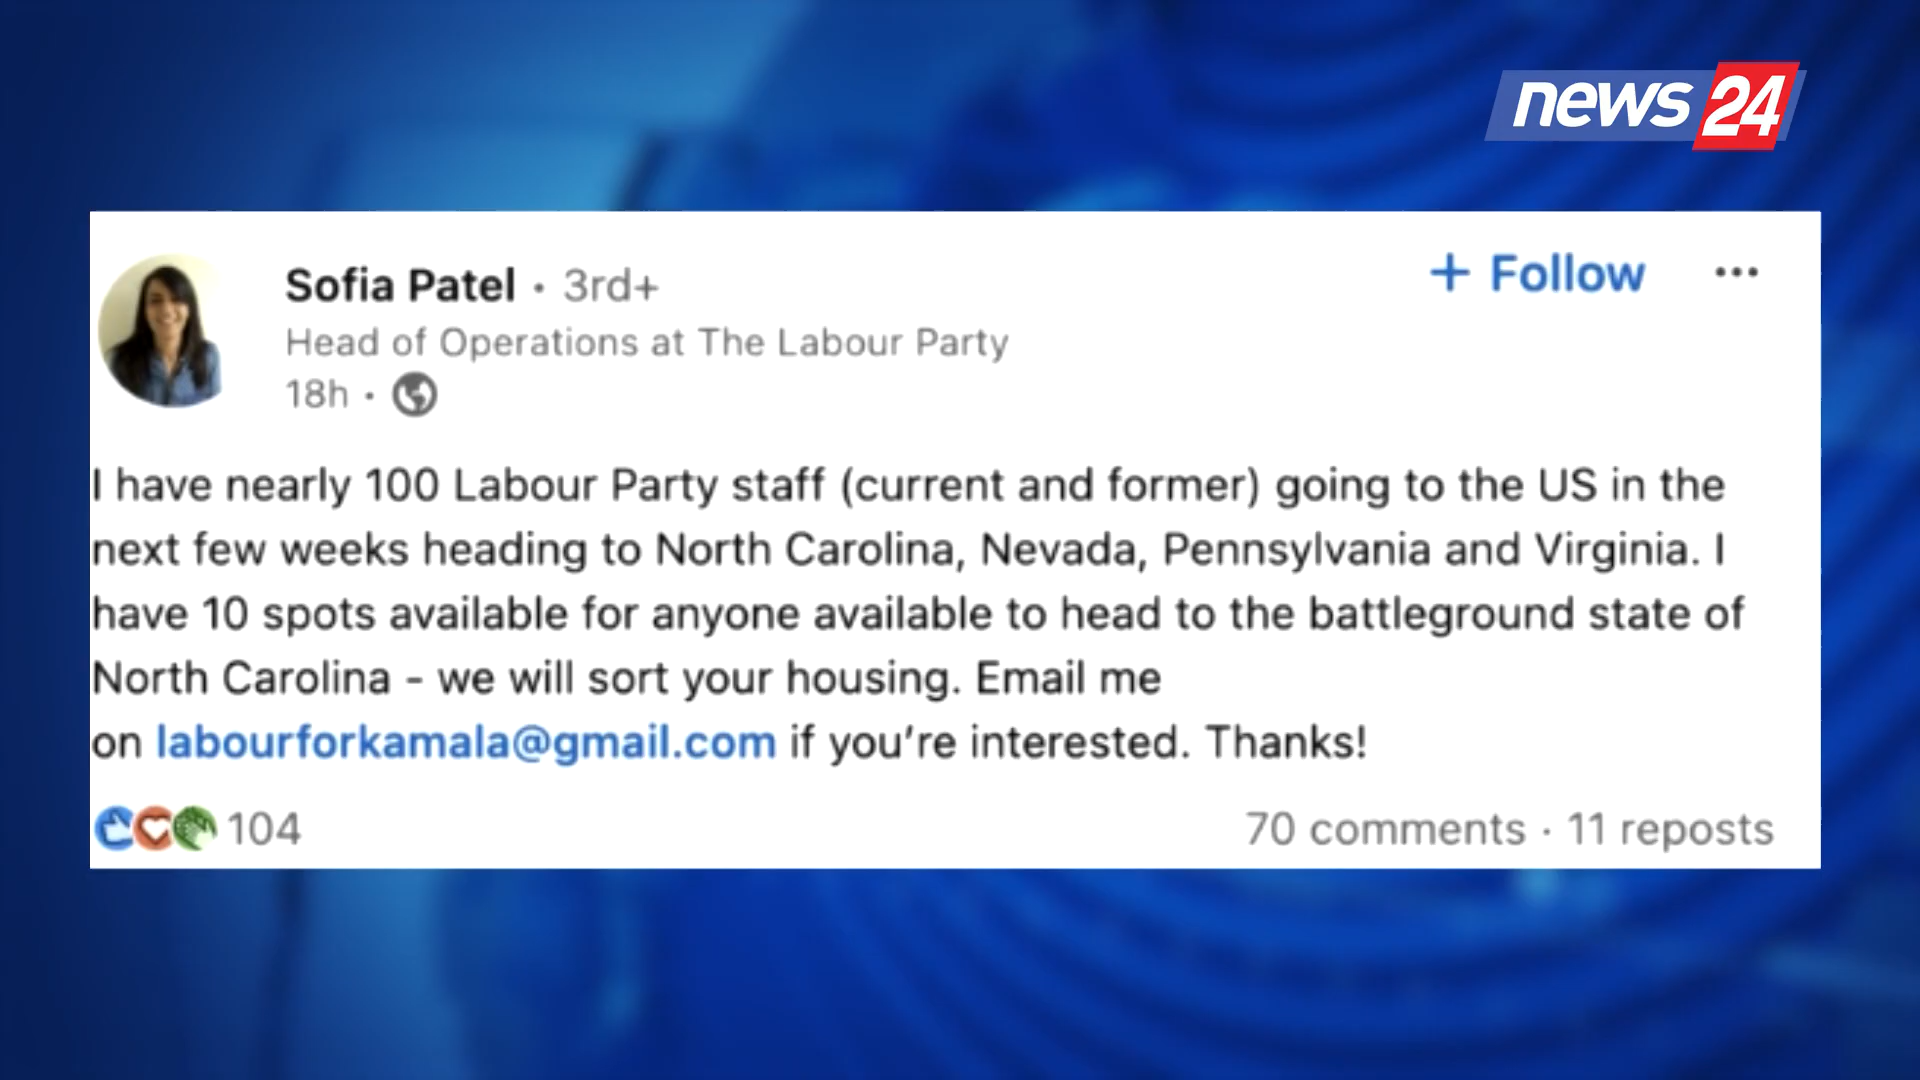 news24
Sofia Patel · 3rd+
+ Follow ···
Head of Operations at The Labour Party
18h ·
I have nearly 100 Labour Party staff (current and former) going to the US in the
next few weeks heading to North Carolina, Nevada, Pennsylvania and Virginia. I
have 10 spots available for anyone available to head to the battleground state of
North Carolina - we will sort your housing. Email me
on labourforkamala@gmail.com if you’re interested. Thanks!
104
70 comments · 11 reposts